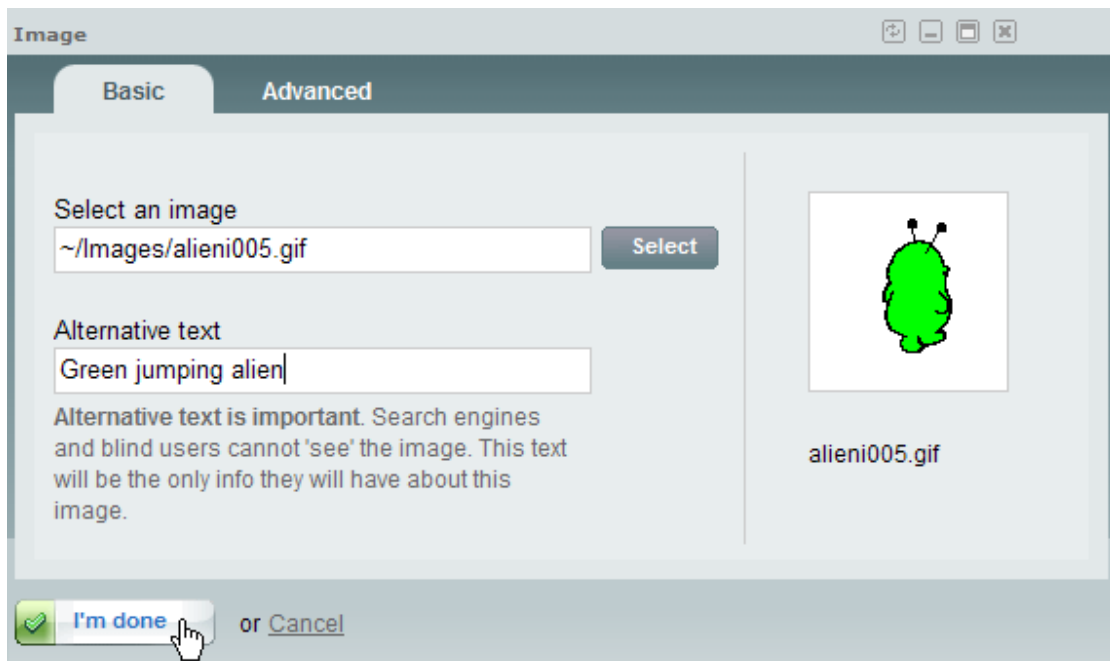 Image
Basic Advanced
Select an image
~/Images/alieni005.gif Select
Alternative text
Green jumping alien
Alternative text is important. Search engines
and blind users cannot 'see' the image. This text
will be the only info they will have about this
image.
alieni005.gif
I'm done or Cancel